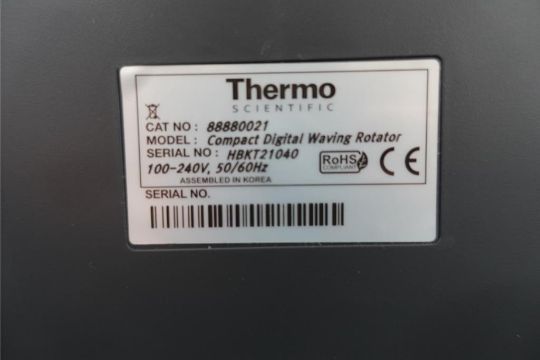 Thermo
SCIENTIFIC
CAT NO : 88880021
MODEL : Compact Digital Waving Rotator
SERIAL NO : HBKT21040
100-240V, 50/60Hz
RoHS
COMPLIANT
CE
ASSEMBLED IN KOREA
SERIAL NO.